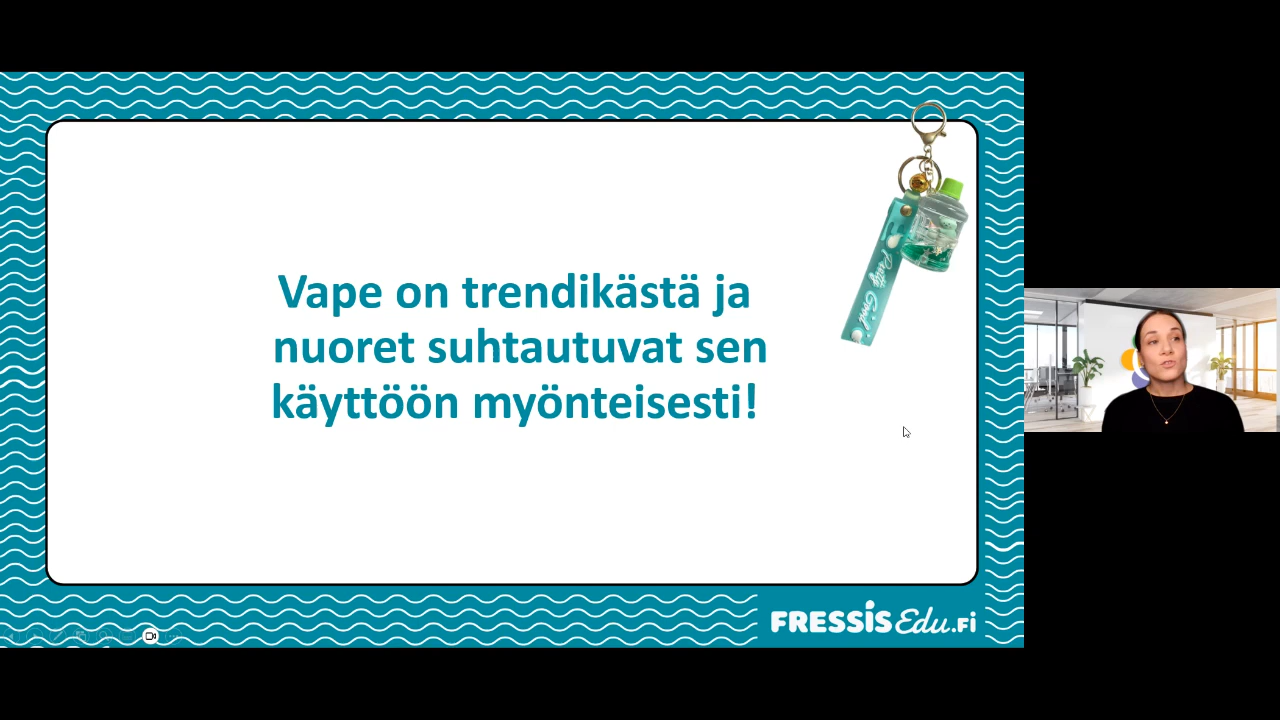 Vape on trendikästä ja
nuoret suhtautuvat sen
käyttöön myönteisesti!
FRESSIS Edu.Fi